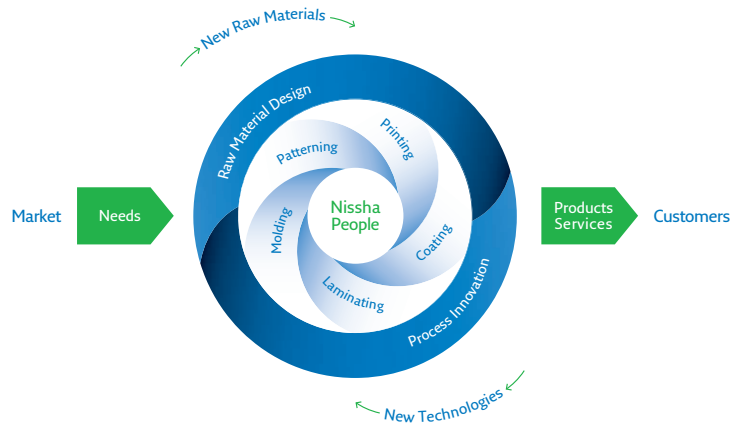 New Raw Materials
Raw Material Design
Printing
Patterning
Market
Needs
Nissha
People
Products
Services
Customers
Molding
Coating
Laminating
Process Innovation
New Technologies